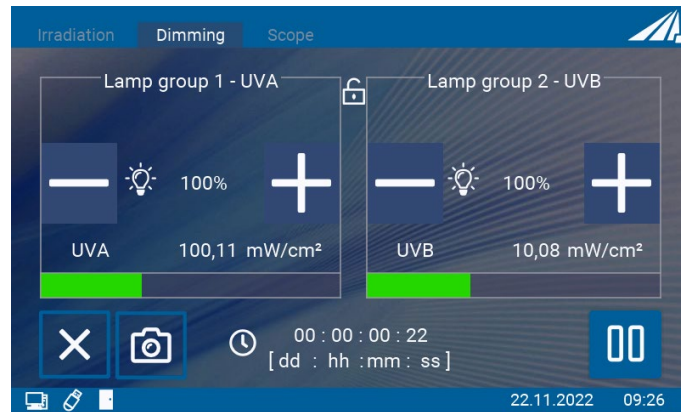 Irradiation Dimming Scope
Lamp group 1 - UVA
100%
UVA 100,11 mW/cm²
Lamp group 2 - UVB
100%
UVB 10,08 mW/cm²
00 : 00 : 00 : 22
[ dd : hh : mm : ss ]
22.11.2022 09:26